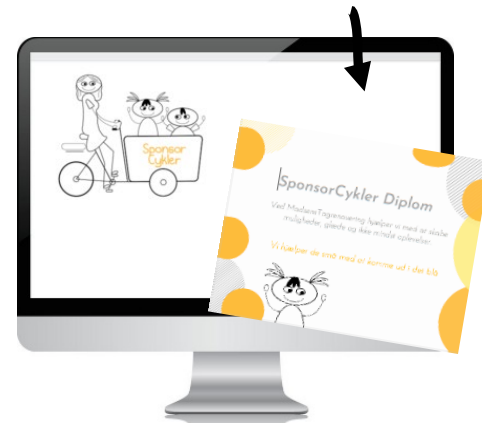 Sponsor
Cykler
SponsorCykler Diplom
Ved MadsensTagrenovering hjælper vi med at skabe
muligheder, glæde og ikke mindst oplevelser.
Vi hjælper de små med at komme ud i det blå